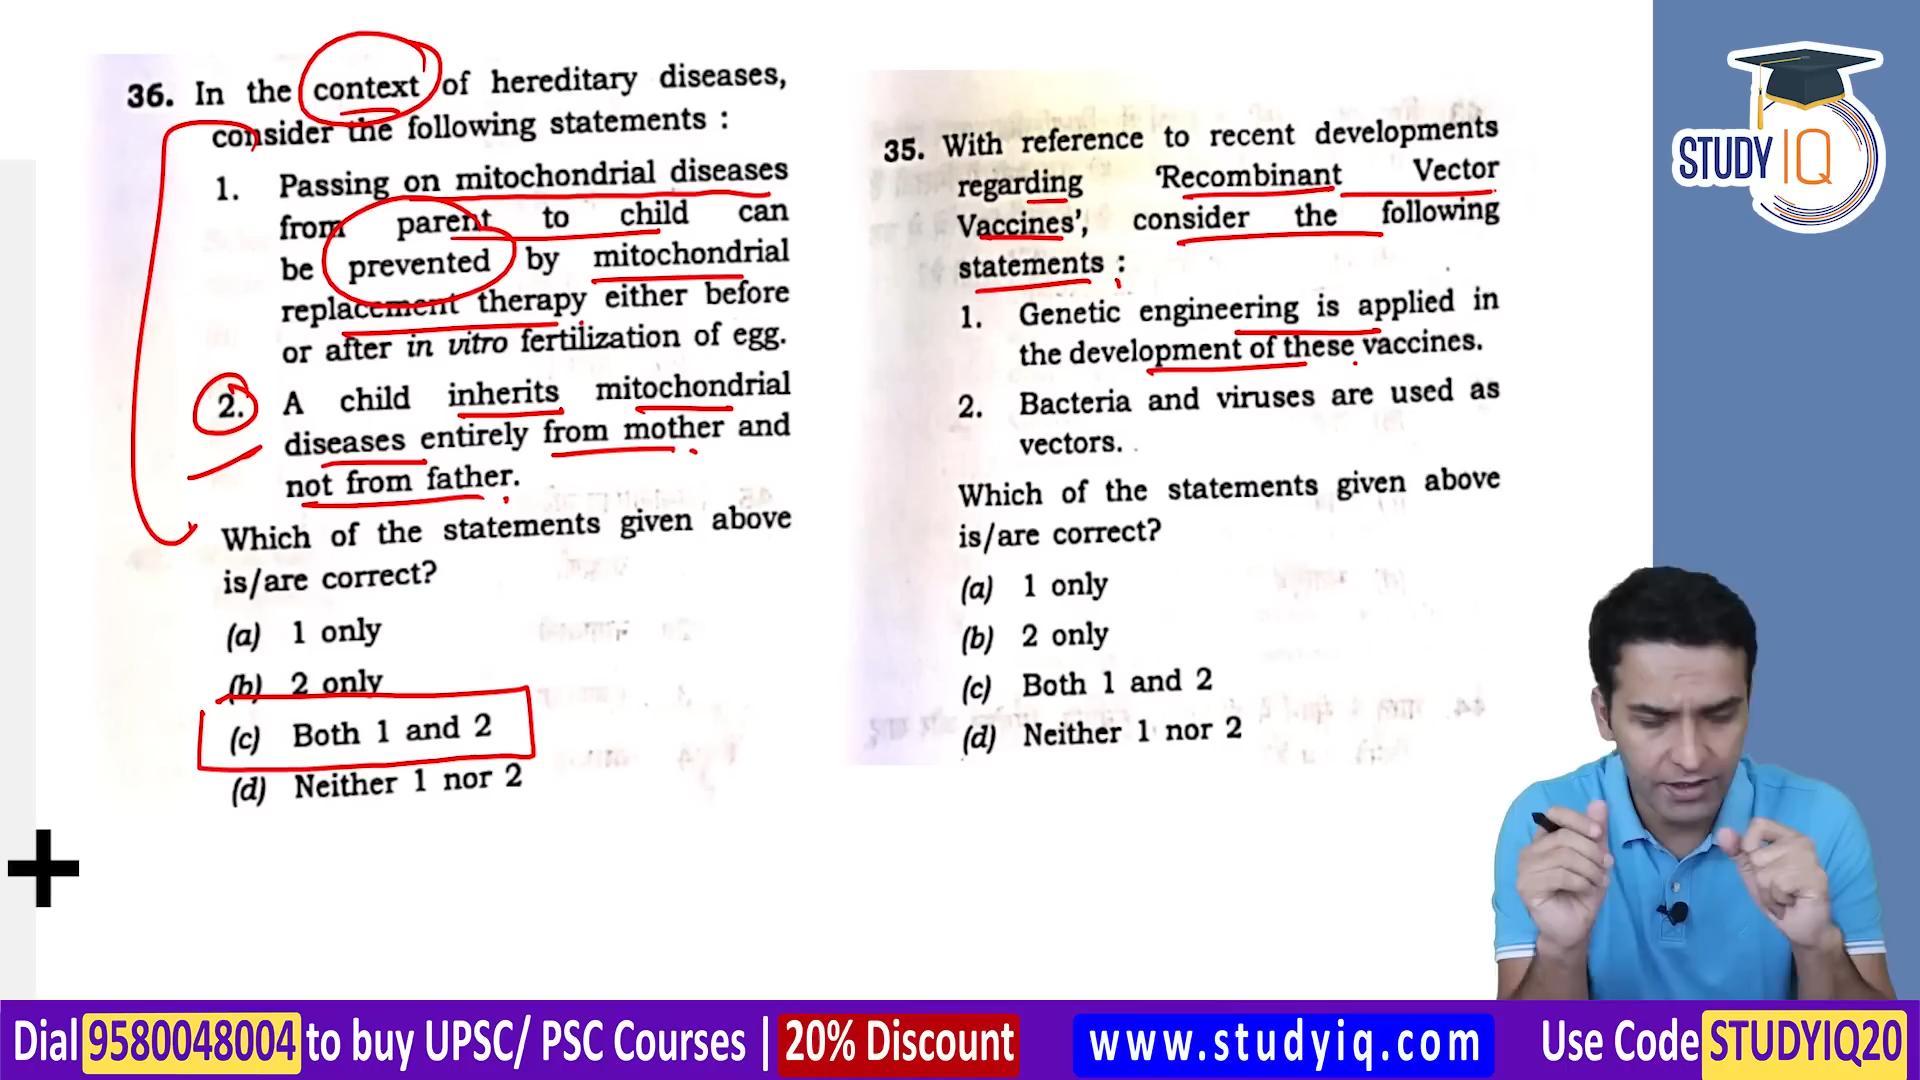 36. In the context of hereditary diseases,
consider the following statements :
1. Passing on mitochondrial diseases
from parent to child can
be prevented by mitochondrial
replacement therapy either before
or after in vitro fertilization of egg.
2. A child inherits mitochondrial
diseases entirely from mother and
not from father.
Which of the statements given above
is/are correct?
(a) 1 only
(b) 2 only
(c) Both 1 and 2
(d) Neither 1 nor 2
35. With reference to recent developments
regarding 'Recombinant Vector
Vaccines', consider the following
statements :
1. Genetic engineering is applied in
the development of these vaccines.
2. Bacteria and viruses are used as
vectors.
Which of the statements given above
is/are correct?
(a) 1 only
(b) 2 only
(c) Both 1 and 2
(d) Neither 1 nor 2
STUDY IQ
Dial 9580048004 to buy UPSC/ PSC Courses | 20% Discount www.studyiq.com Use Code STUDYIQ20